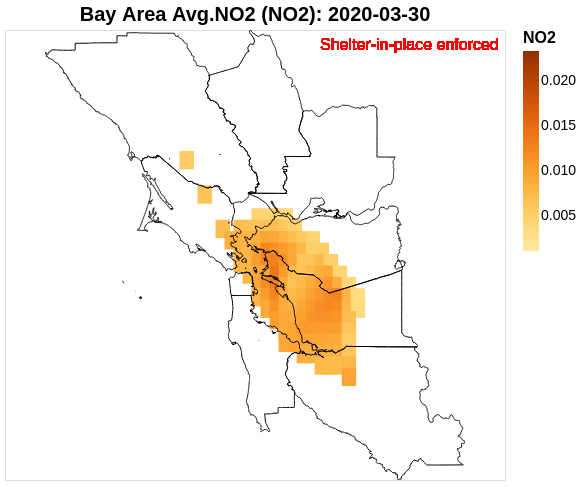 Bay Area Avg.NO2 (NO2): 2020-03-30
Shelter-in-place enforced
NO2
0.020
0.015
0.010
0.005